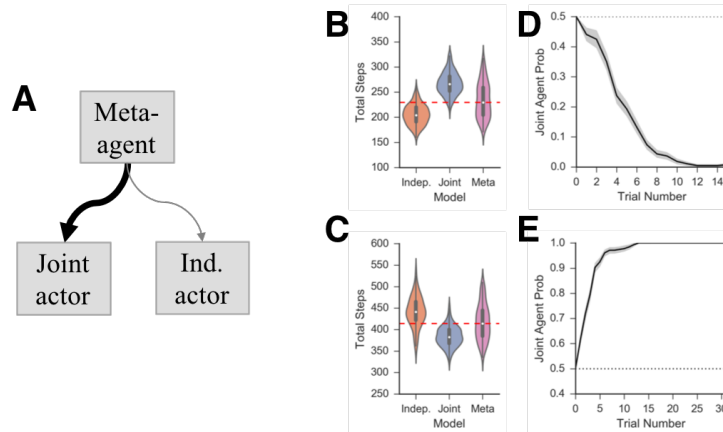 A
Meta-
agent
Joint
actor
Ind.
actor
B
400
350
300
250
200
150
100
Total Steps
Indep. Joint Meta
Model
D
0.5
0.4
0.3
0.2
0.1
0.0
Joint Agent Prob
0 2 4 6 8 10 12 14
Trial Number
C
600
550
500
450
400
350
300
250
Total Steps
Indep. Joint Meta
Model
E
1.0
0.9
0.8
0.7
0.6
0.5
0.4
Joint Agent Prob
0 5 10 15 20 25
Trial Number